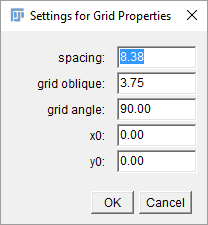 Settings for Grid Properties
spacing: 8.38
grid oblique: 3.75
grid angle: 90.00
x0: 0.00
y0: 0.00
OK Cancel